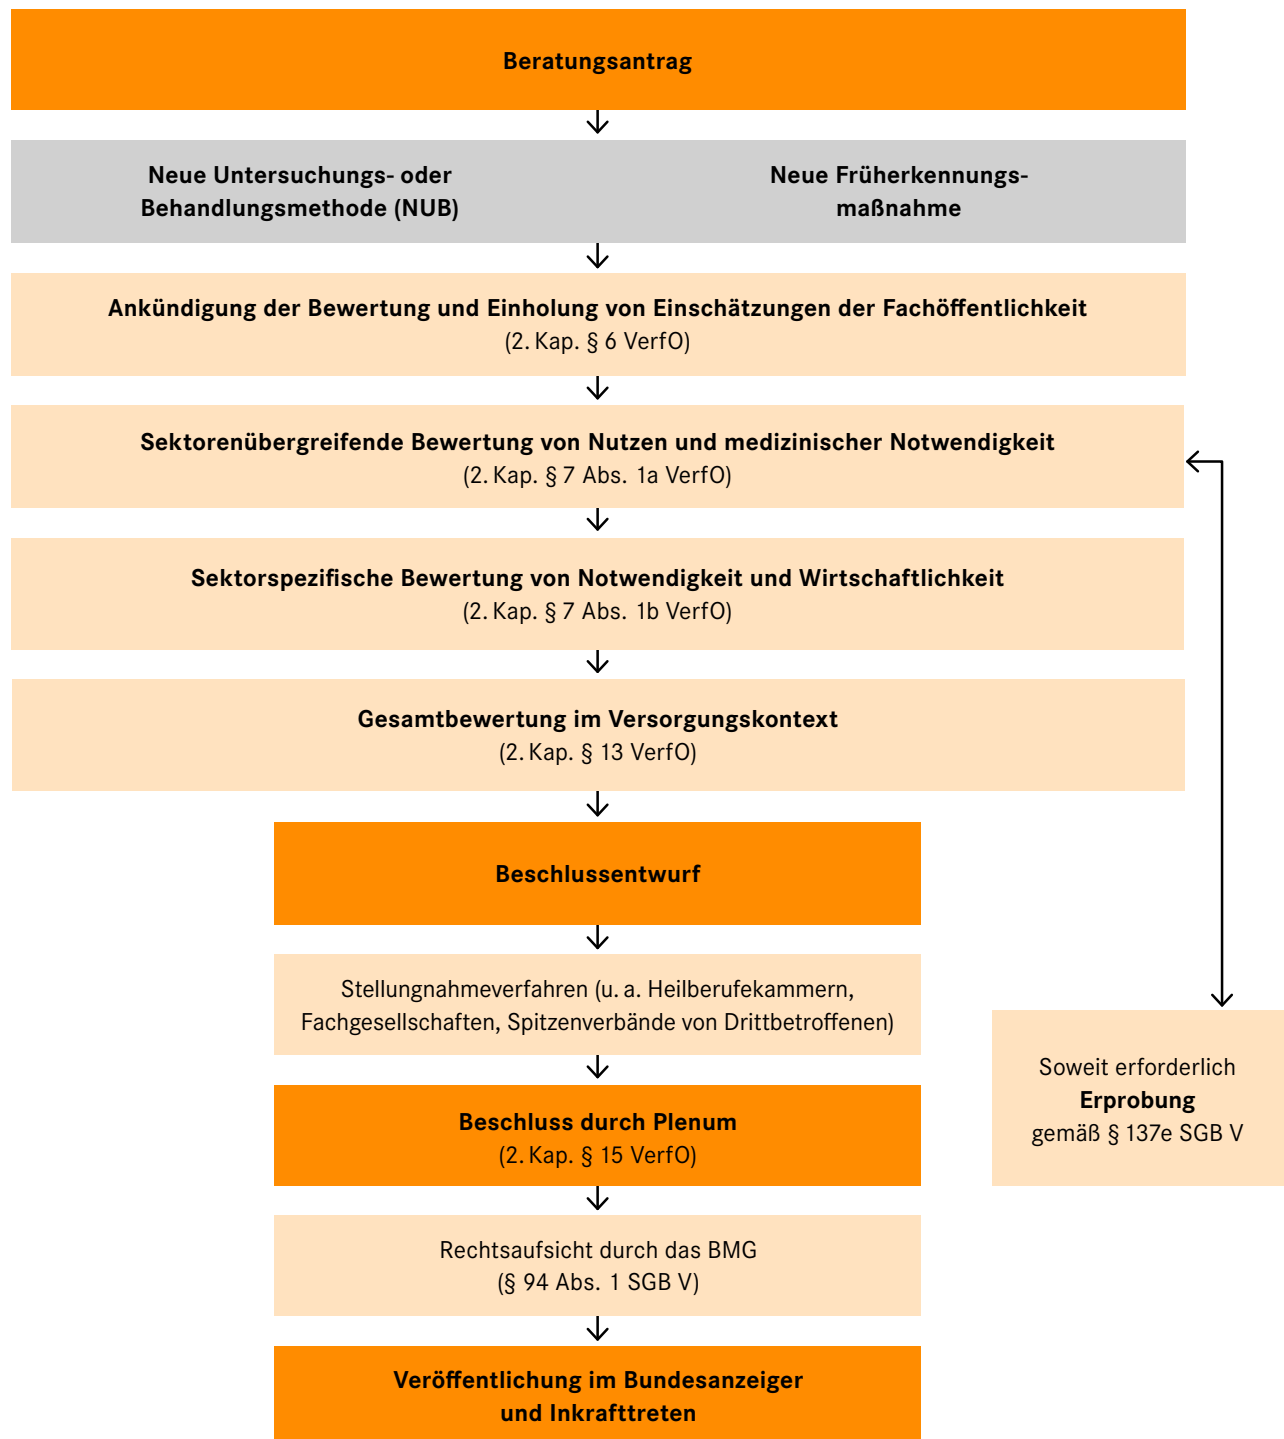 Beratungsantrag
Neue Untersuchungs- oder
Behandlungsmethode (NUB)
Neue Früherkennungs-
maßnahme
Ankündigung der Bewertung und Einholung von Einschätzungen der Fachöffentlichkeit
(2. Kap. § 6 VerfO)
Sektorenübergreifende Bewertung von Nutzen und medizinischer Notwendigkeit
(2. Kap. § 7 Abs. 1a VerfO)
Sektorspezifische Bewertung von Notwendigkeit und Wirtschaftlichkeit
(2. Kap. § 7 Abs. 1b VerfO)
Gesamtbewertung im Versorgungskontext
(2. Kap. § 13 VerfO)
Beschlussentwurf
Stellungnahmeverfahren (u. a. Heilberufekammern,
Fachgesellschaften, Spitzenverbände von Drittbetroffenen)
Soweit erforderlich
Erprobung
gemäß § 137e SGB V
Beschluss durch Plenum
(2. Kap. § 15 VerfO)
Rechtsaufsicht durch das BMG
(§ 94 Abs. 1 SGB V)
Veröffentlichung im Bundesanzeiger
und Inkrafttreten